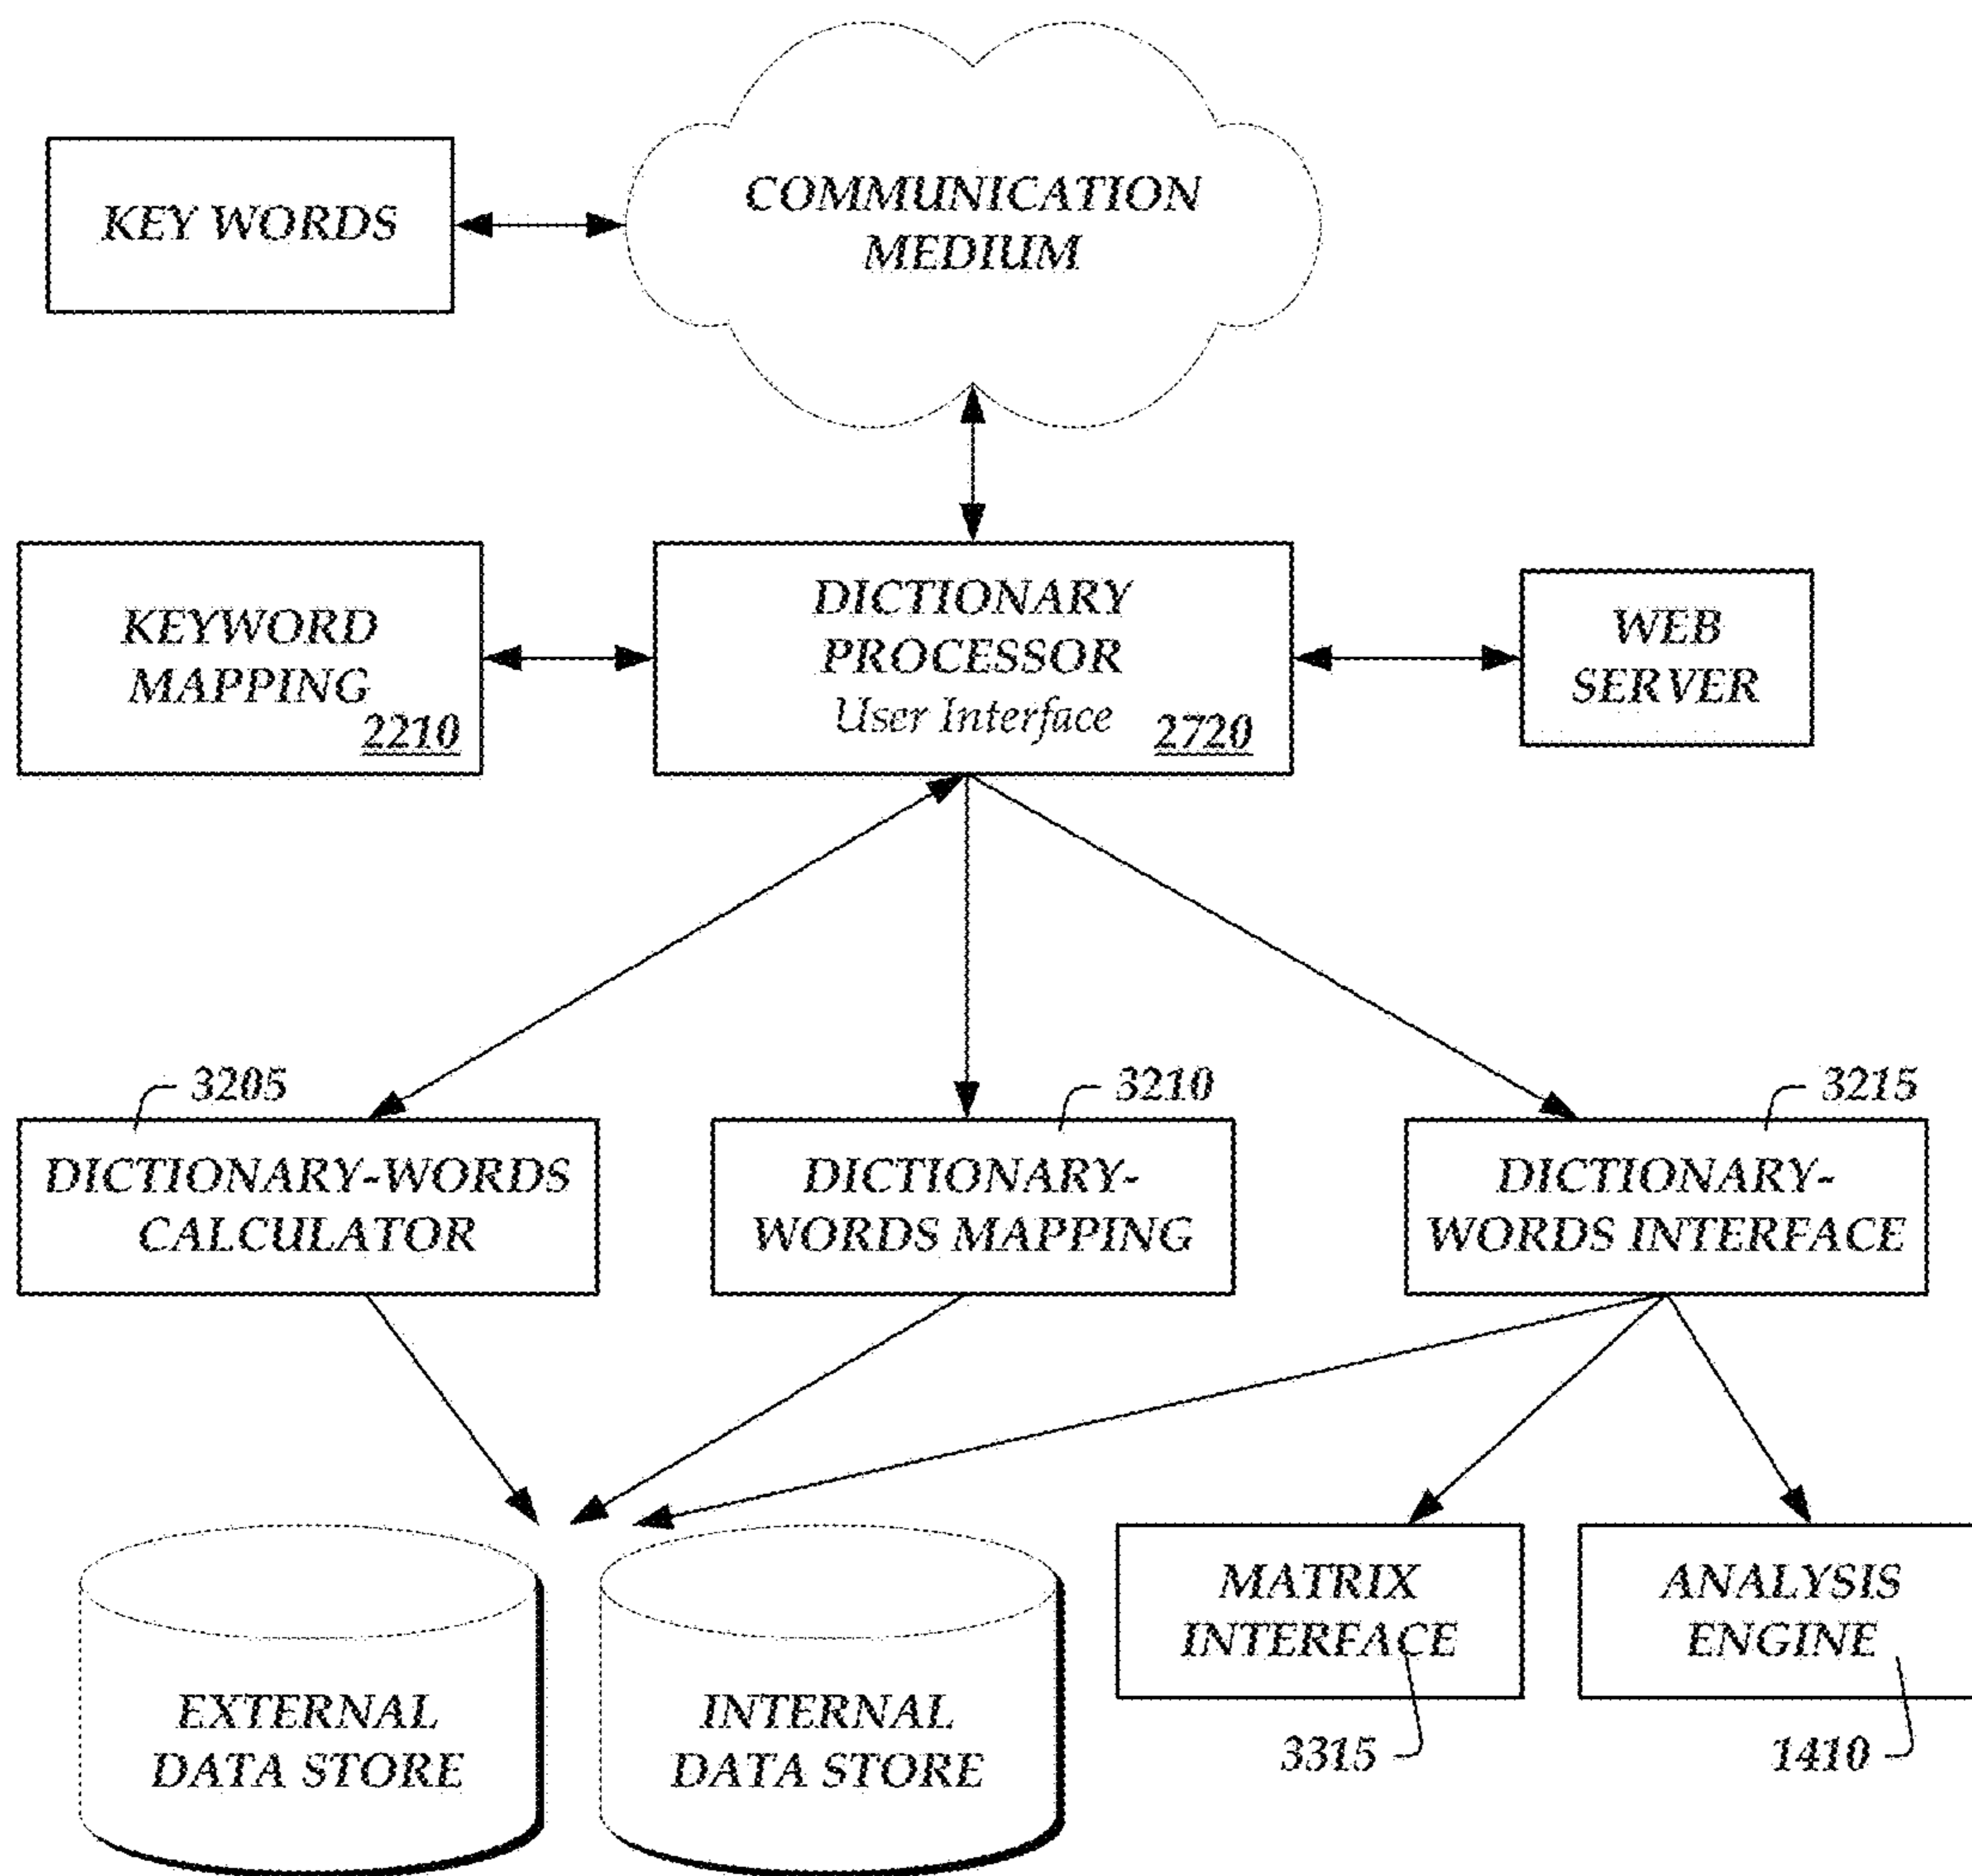 COMMUNICATION
MEDIUM
KEY WORDS
KEYWORD
MAPPING
2210
DICTIONARY
PROCESSOR
User Interface
2720
WEB
SERVER
3205
DICTIONARY-WORDS
CALCULATOR
3210
DICTIONARY-
WORDS MAPPING
3215
DICTIONARY-
WORDS INTERFACE
EXTERNAL
DATA STORE
INTERNAL
DATA STORE
MATRIX
INTERFACE
3315
ANALYSIS
ENGINE
1410